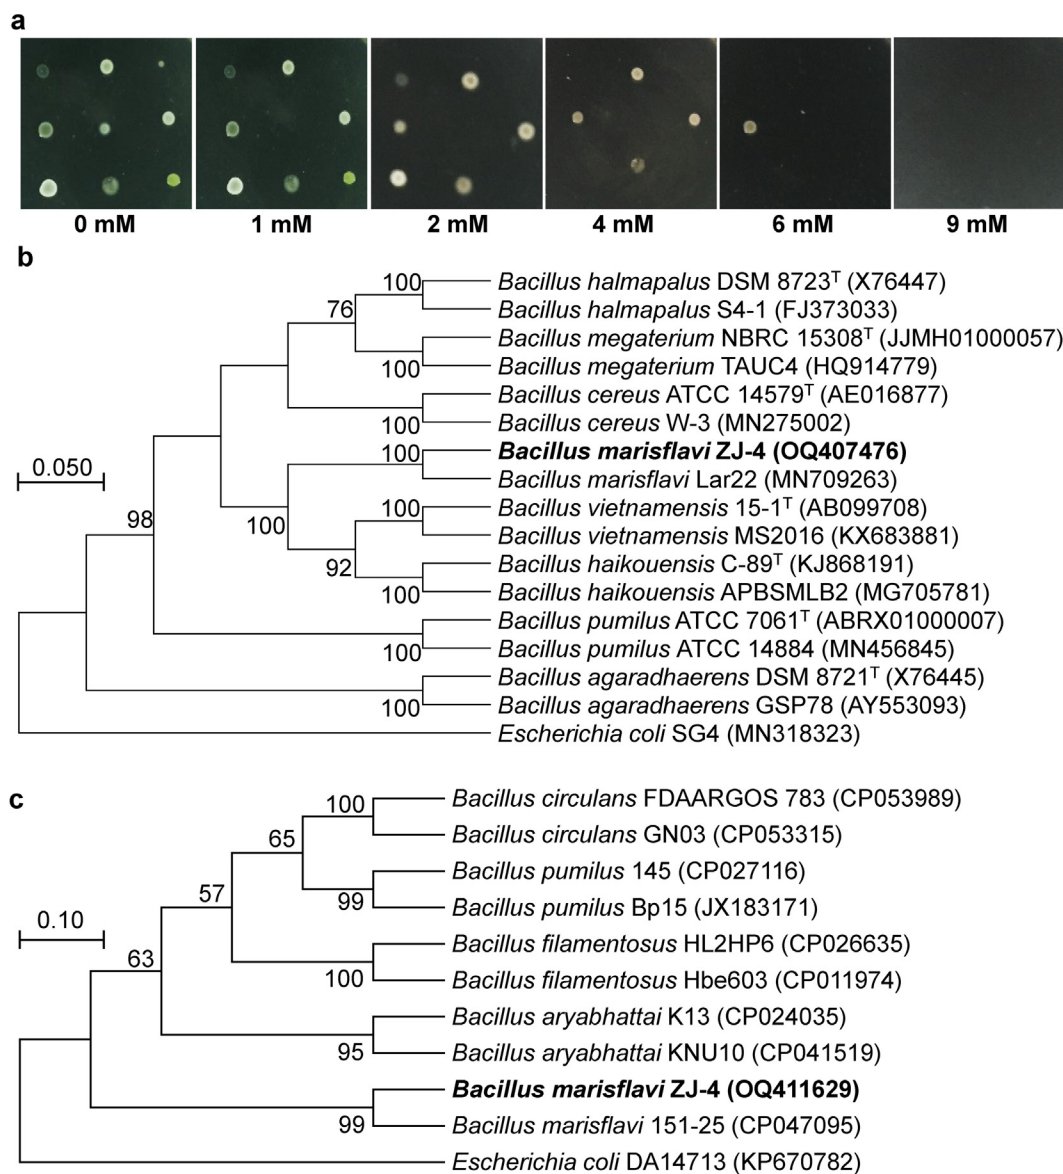 a
0 mM 1 mM 2 mM 4 mM 6 mM 9 mM
b
100 Bacillus halmapalus DSM 8723ᵀ (X76447)
76 Bacillus halmapalus S4-1 (FJ373033)
Bacillus megaterium NBRC 15308ᵀ (JJMH01000057)
100 Bacillus megaterium TAUC4 (HQ914779)
Bacillus cereus ATCC 14579ᵀ (AE016877)
100 Bacillus cereus W-3 (MN275002)
100 Bacillus marisflavi ZJ-4 (OQ407476)
0.050 Bacillus marisflavi Lar22 (MN709263)
100 Bacillus vietnamensis 15-1ᵀ (AB099708)
98 100 Bacillus vietnamensis MS2016 (KX683881)
92 Bacillus haikouensis C-89ᵀ (KJ868191)
100 Bacillus haikouensis APBSMLB2 (MG705781)
Bacillus pumilus ATCC 7061ᵀ (ABRX01000007)
100 Bacillus pumilus ATCC 14884 (MN456845)
Bacillus agaradhaerens DSM 8721ᵀ (X76445)
100 Bacillus agaradhaerens GSP78 (AY553093)
Escherichia coli SG4 (MN318323)
c
100 Bacillus circulans FDAARGOS 783 (CP053989)
65 Bacillus circulans GN03 (CP053315)
Bacillus pumilus 145 (CP027116)
57 99 Bacillus pumilus Bp15 (JX183171)
0.10 Bacillus filamentosus HL2HP6 (CP026635)
63 100 Bacillus filamentosus Hbe603 (CP011974)
Bacillus aryabhattai K13 (CP024035)
95 Bacillus aryabhattai KNU10 (CP041519)
Bacillus marisflavi ZJ-4 (OQ411629)
99 Bacillus marisflavi 151-25 (CP047095)
Escherichia coli DA14713 (KP670782)